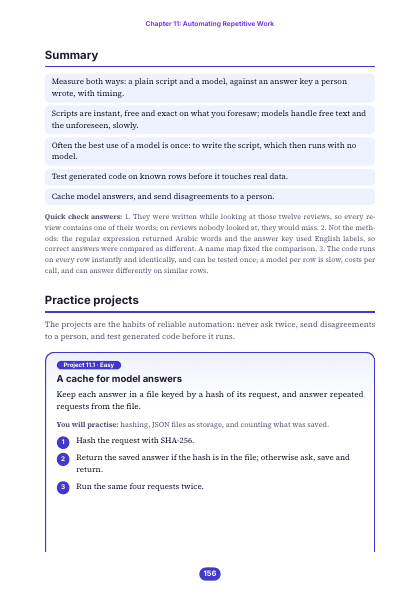 Chapter 11: Automating Repetitive Work
Summary
Measure both ways: a plain script and a model, against an answer key a person
wrote, with timing.
Scripts are instant, free and exact on what you foresaw; models handle free text and
the unforeseen, slowly.
Often the best use of a model is once: to write the script, which then runs with no
model.
Test generated code on known rows before it touches real data.
Cache model answers, and send disagreements to a person.
Quick check answers: 1. They were written while looking at those twelve reviews, so every re-
view contains one of their words; on reviews nobody looked at, they would miss. 2. Not the meth-
ods: the regular expression returned Arabic words and the answer key used English labels, so
correct answers were compared as different. A name map fixed the comparison. 3. The code runs
on every row instantly and identically, and can be tested once; a model per row is slow, costs per
call, and can answer differently on similar rows.
Practice projects
The projects are the habits of reliable automation: never ask twice, send disagreements
to a person, and test generated code before it runs.
Project 11.1 · Easy
A cache for model answers
Keep each answer in a file keyed by a hash of its request, and answer repeated
requests from the file.
You will practise: hashing, JSON files as storage, and counting what was saved.
1 Hash the request with SHA-256.
2 Return the saved answer if the hash is in the file; otherwise ask, save and
return.
3 Run the same four requests twice.
156